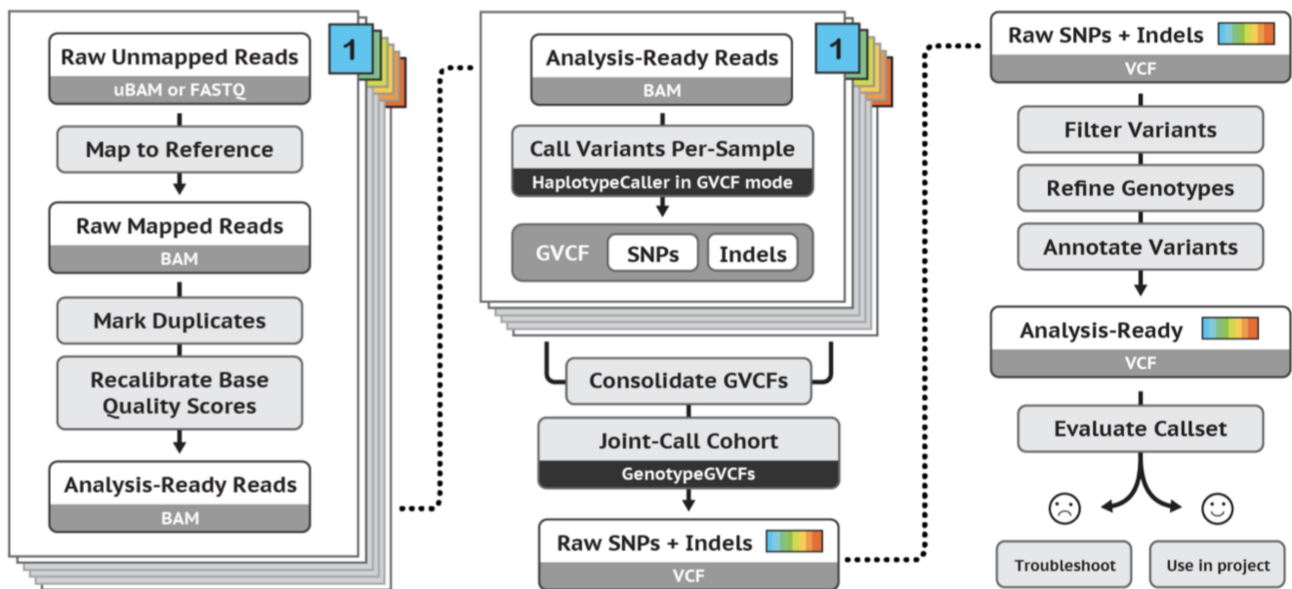 Raw Unmapped Reads
uBAM or FASTQ
1
Map to Reference
Raw Mapped Reads
BAM
Mark Duplicates
Recalibrate Base
Quality Scores
Analysis-Ready Reads
BAM
Analysis-Ready Reads
BAM
1
Call Variants Per-Sample
HaplotypeCaller in GVCF mode
GVCF SNPs Indels
Consolidate GVCFs
Joint-Call Cohort
GenotypeGVCFs
Raw SNPs + Indels
VCF
Raw SNPs + Indels
VCF
Filter Variants
Refine Genotypes
Annotate Variants
Analysis-Ready
VCF
Evaluate Callset
Troubleshoot
Use in project